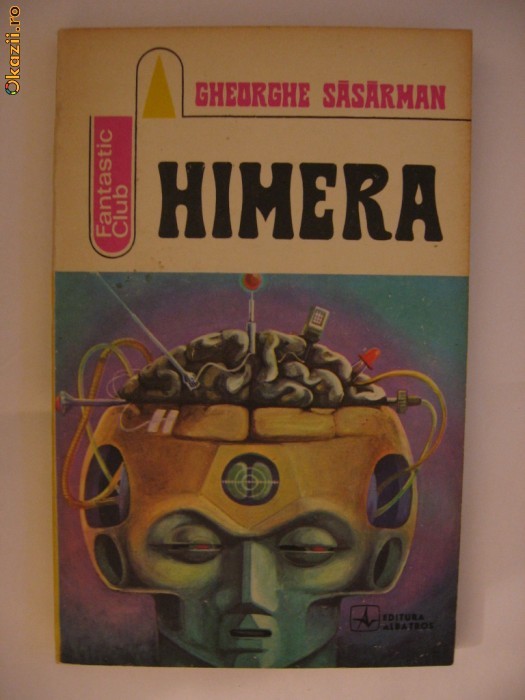 Okazii.ro
GHEORGHE SĂSĂRMAN
Fantastic
Club
HIMERA
EDITURA
ALBATROS